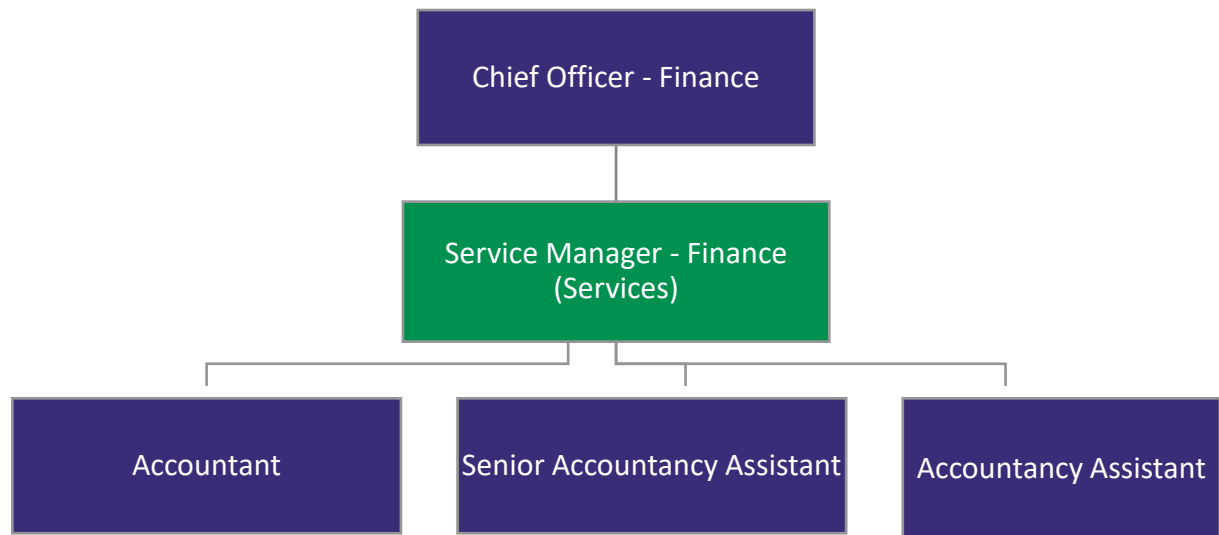 Chief Officer - Finance
Service Manager - Finance
(Services)
Accountant
Senior Accountancy Assistant
Accountancy Assistant